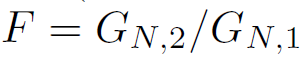 $F = G_{N,2}/G_{N,1}$